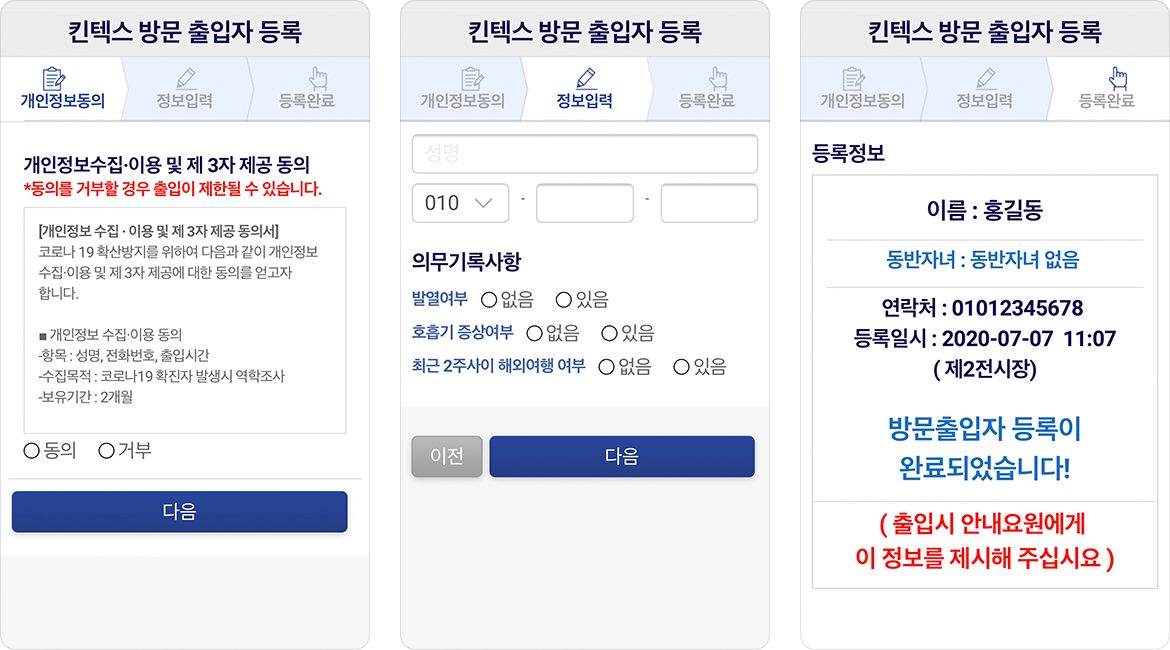 킨텍스 방문 출입자 등록
개인정보동의
정보입력
등록완료
개인정보수집·이용 및 제 3자 제공 동의
*동의를 거부할 경우 출입이 제한될 수 있습니다.
[개인정보 수집 · 이용 및 제 3자 제공 동의서]
코로나 19 확산방지를 위하여 다음과 같이 개인정보
수집·이용 및 제 3자 제공에 대한 동의를 얻고자
합니다.
■ 개인정보 수집·이용 동의
-항목 : 성명, 전화번호, 출입시간
-수집목적 : 코로나19 확진자 발생시 역학조사
-보유기간 : 2개월
동의 거부
다음
킨텍스 방문 출입자 등록
개인정보동의
정보입력
등록완료
성명
010 - -
의무기록사항
발열여부 없음 있음
호흡기 증상여부 없음 있음
최근 2주사이 해외여행 여부 없음 있음
이전
다음
킨텍스 방문 출입자 등록
개인정보동의
정보입력
등록완료
등록정보
이름 : 홍길동
동반자녀 : 동반자녀 없음
연락처 : 01012345678
등록일시 : 2020-07-07 11:07
( 제2전시장)
방문출입자 등록이
완료되었습니다!
( 출입시 안내요원에게
이 정보를 제시해 주십시요 )